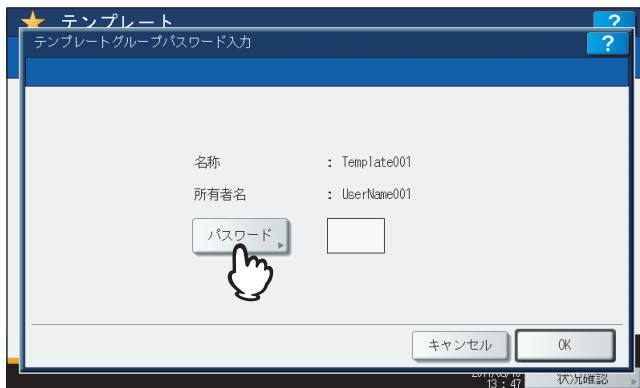 テンプレート
?
テンプレートグループパスワード入力
?
名称 : Template001
所有者名 : UserName001
パスワード
キャンセル
OK
13 : 47
状況確認